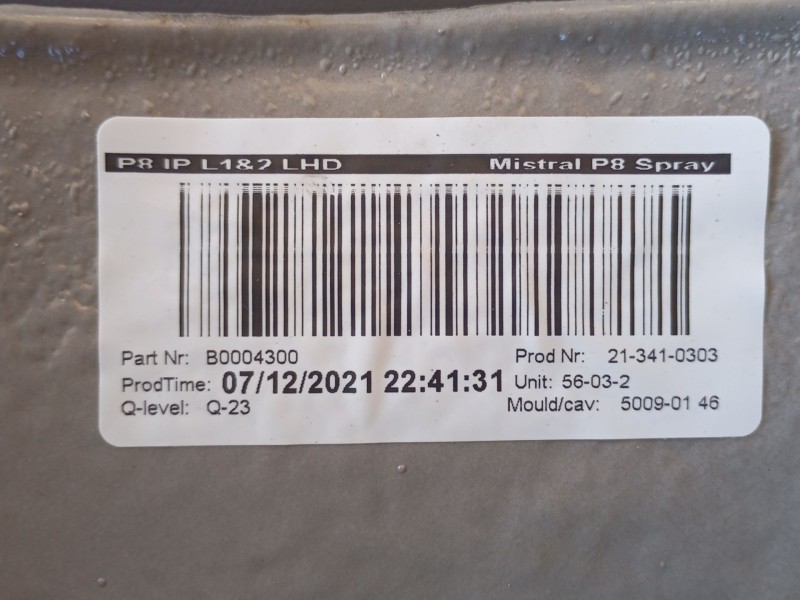 P8 IP L1&2 LHD Mistral P8 Spray
Part Nr: B0004300 Prod Nr: 21-341-0303
ProdTime: 07/12/2021 22:41:31 Unit: 56-03-2
Q-level: Q-23 Mould/cav: 5009-01 46